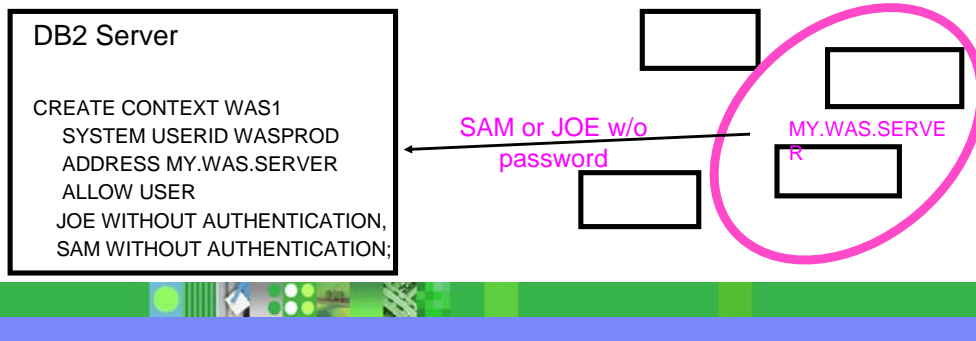 DB2 Server
CREATE CONTEXT WAS1
SYSTEM USERID WASPROD
ADDRESS MY.WAS.SERVER
ALLOW USER
JOE WITHOUT AUTHENTICATION,
SAM WITHOUT AUTHENTICATION;
SAM or JOE w/o
password
MY.WAS.SERVE
R